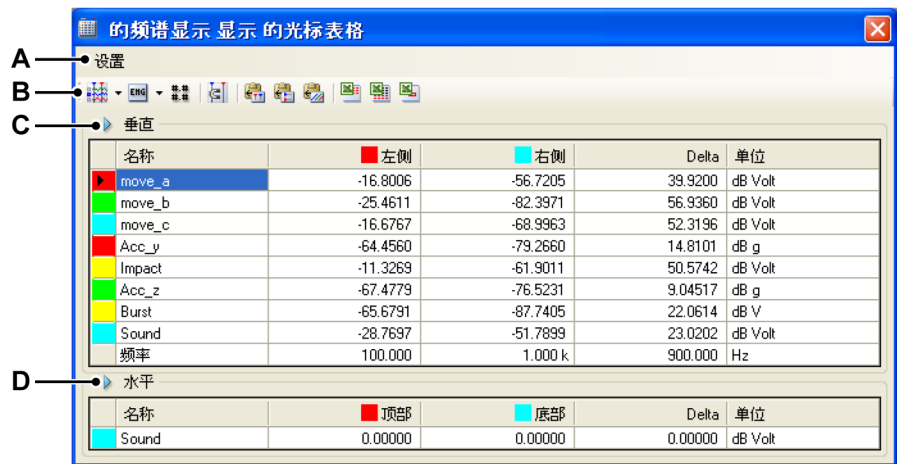 的频谱显示 显示 的光标表格
A 设置
B ENG
C 垂直
名称 左侧 右侧 Delta 单位
move_a -16.8006 -56.7205 39.9200 dB Volt
move_b -25.4611 -82.3971 56.9360 dB Volt
move_c -16.6767 -68.9963 52.3196 dB Volt
Acc_y -64.4560 -79.2660 14.8101 dB g
Impact -11.3269 -61.9011 50.5742 dB Volt
Acc_z -67.4779 -76.5231 9.04517 dB g
Burst -65.6791 -87.7405 22.0614 dB V
Sound -28.7697 -51.7899 23.0202 dB Volt
频率 100.000 1.000 k 900.000 Hz
D 水平
名称 顶部 底部 Delta 单位
Sound 0.00000 0.00000 0.00000 dB Volt